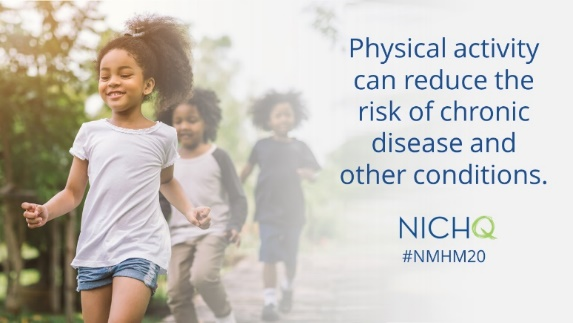 Physical activity
can reduce the
risk of chronic
disease and
other conditions.
NICHQ
#NMHM20